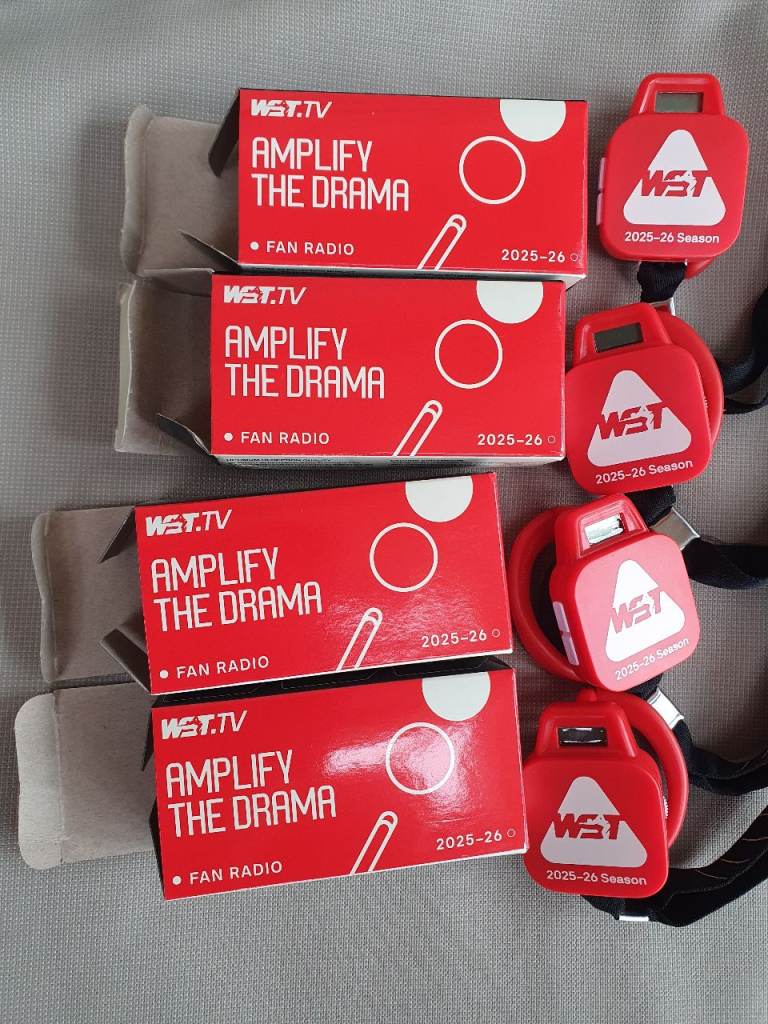 WST.TV
AMPLIFY
THE DRAMA
FAN RADIO
2025-26
WST
2025-26 Season
WST.TV
AMPLIFY
THE DRAMA
FAN RADIO
2025-26
WST
2025-26 Season
WST.TV
AMPLIFY
THE DRAMA
FAN RADIO
2025-26
WST
2025-26 Season
WST.TV
AMPLIFY
THE DRAMA
FAN RADIO
2025-26
WST
2025-26 Season